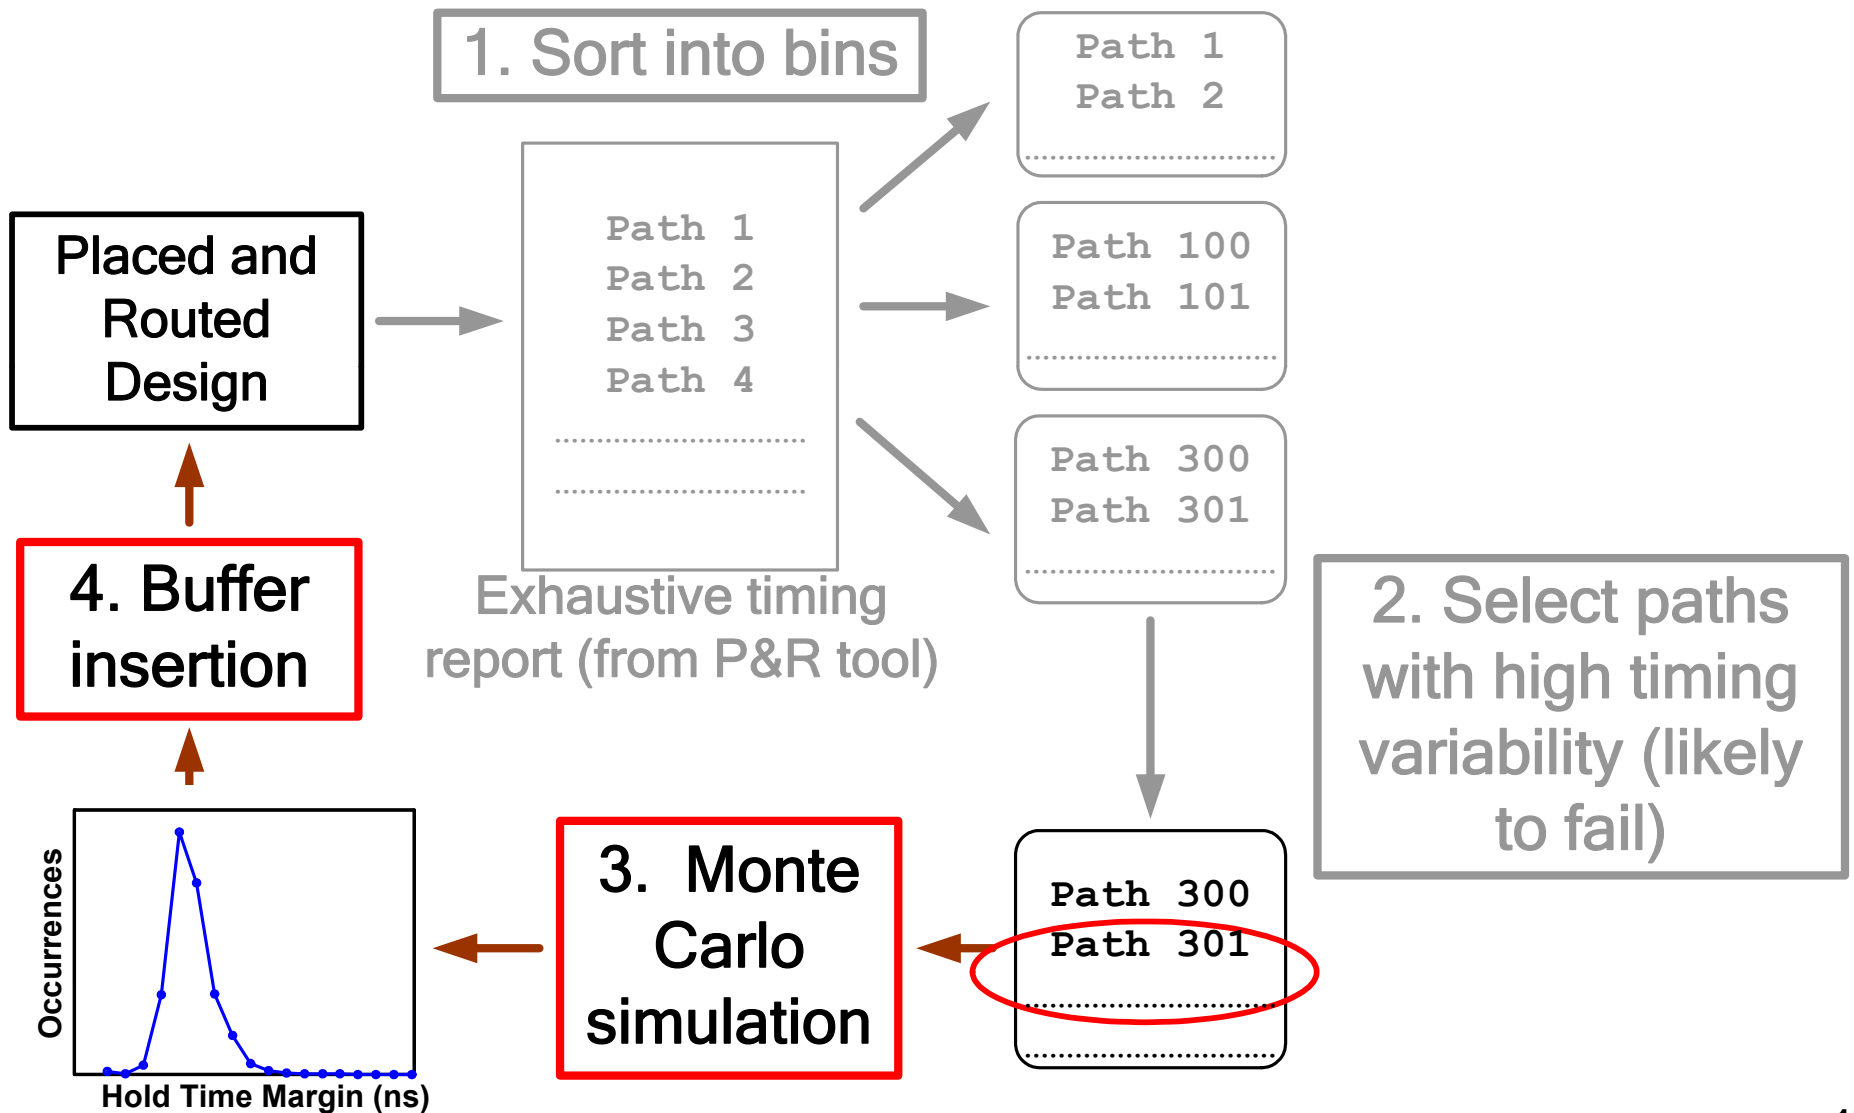 1. Sort into bins
Path 1
Path 2
Path 1
Path 2
Path 3
Path 4
Path 100
Path 101
Path 300
Path 301
Placed and
Routed
Design
Exhaustive timing
report (from P&R tool)
2. Select paths
with high timing
variability (likely
to fail)
4. Buffer
insertion
3. Monte
Carlo
simulation
Path 300
Path 301
Occurrences
Hold Time Margin (ns)